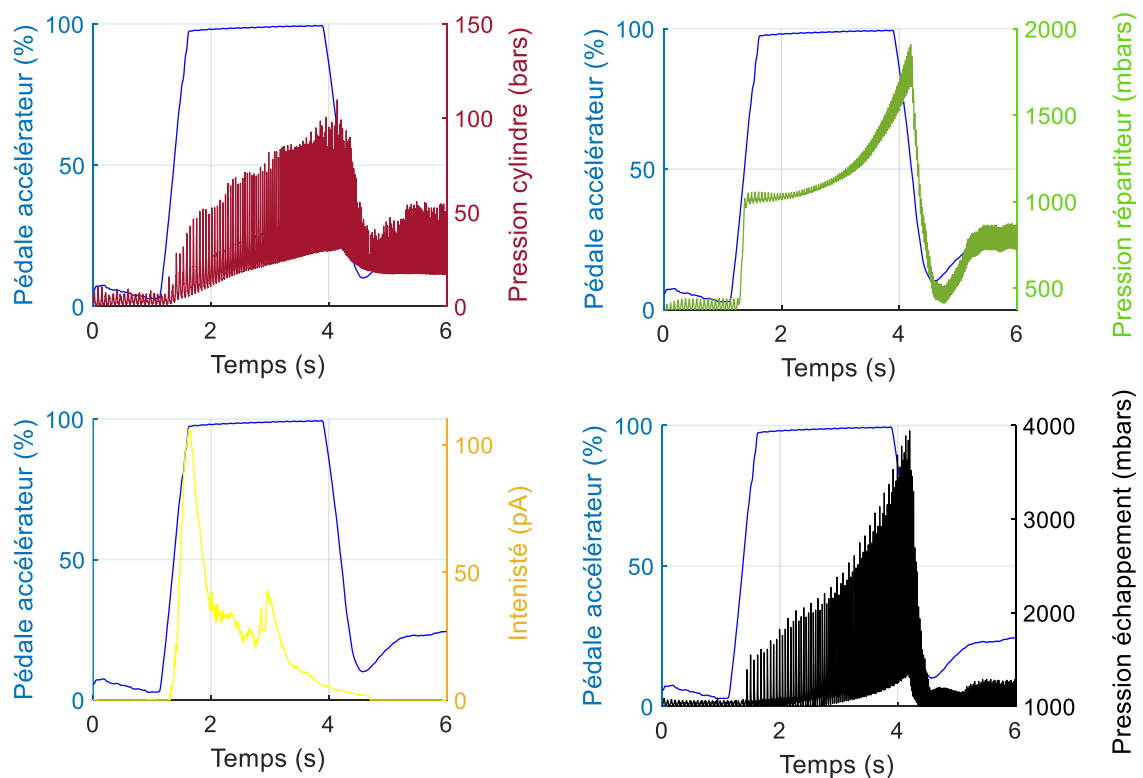 Pédale accélérateur (%)
100
50
0
0 2 4 6
Temps (s)
150
100
50
0
Pression cylindre (bars)
Pédale accélérateur (%)
100
50
0
0 2 4 6
Temps (s)
2000
1500
1000
500
Pression répartiteur (mbars)
Pédale accélérateur (%)
100
50
0
0 2 4 6
Temps (s)
100
50
0
Intenisté (pA)
Pédale accélérateur (%)
100
50
0
0 2 4 6
Temps (s)
4000
3000
2000
1000
Pression échappement (mbars)